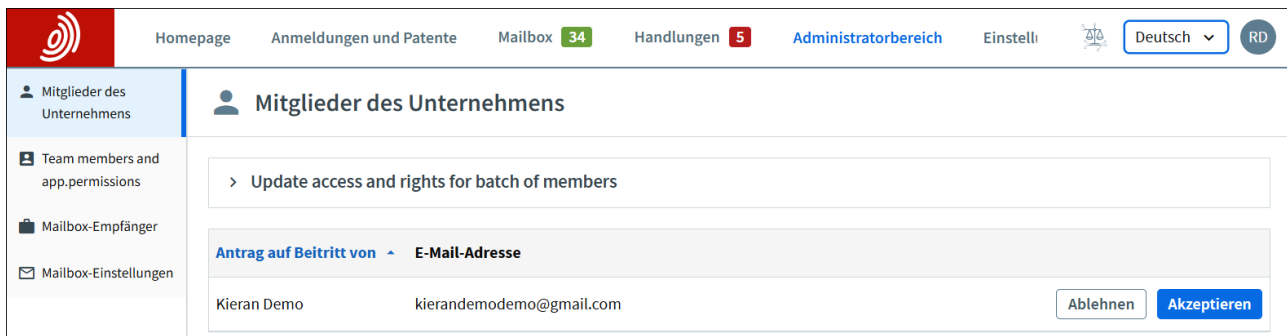 Homepage Anmeldungen und Patente Mailbox 34 Handlungen 5 Administratorbereich Einstell Deutsch RD
Mitglieder des
Unternehmens
Team members and
app.permissions
Mailbox-Empfänger
Mailbox-Einstellungen
Mitglieder des Unternehmens
Update access and rights for batch of members
Antrag auf Beitritt von E-Mail-Adresse
Kieran Demo kierandemodemo@gmail.com Ablehnen Akzeptieren